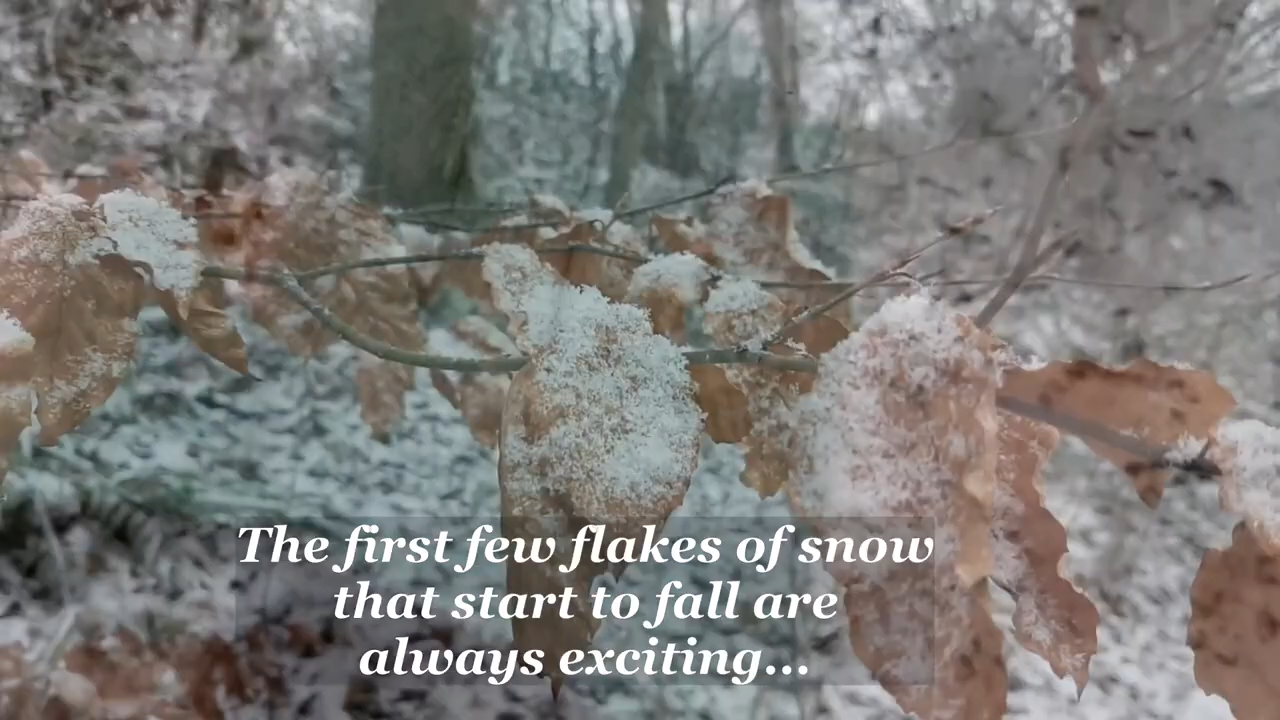 The first few flakes of snow
that start to fall are
always exciting...